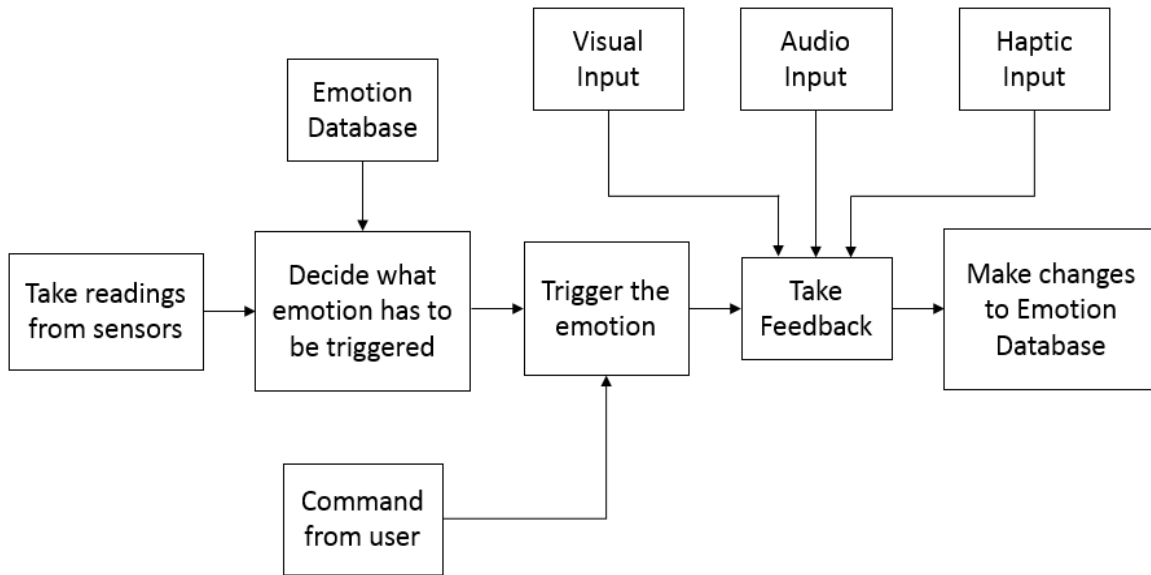 Visual
Input
Audio
Input
Haptic
Input
Emotion
Database
Take readings
from sensors
Decide what
emotion has to
be triggered
Trigger the
emotion
Take
Feedback
Make changes
to Emotion
Database
Command
from user